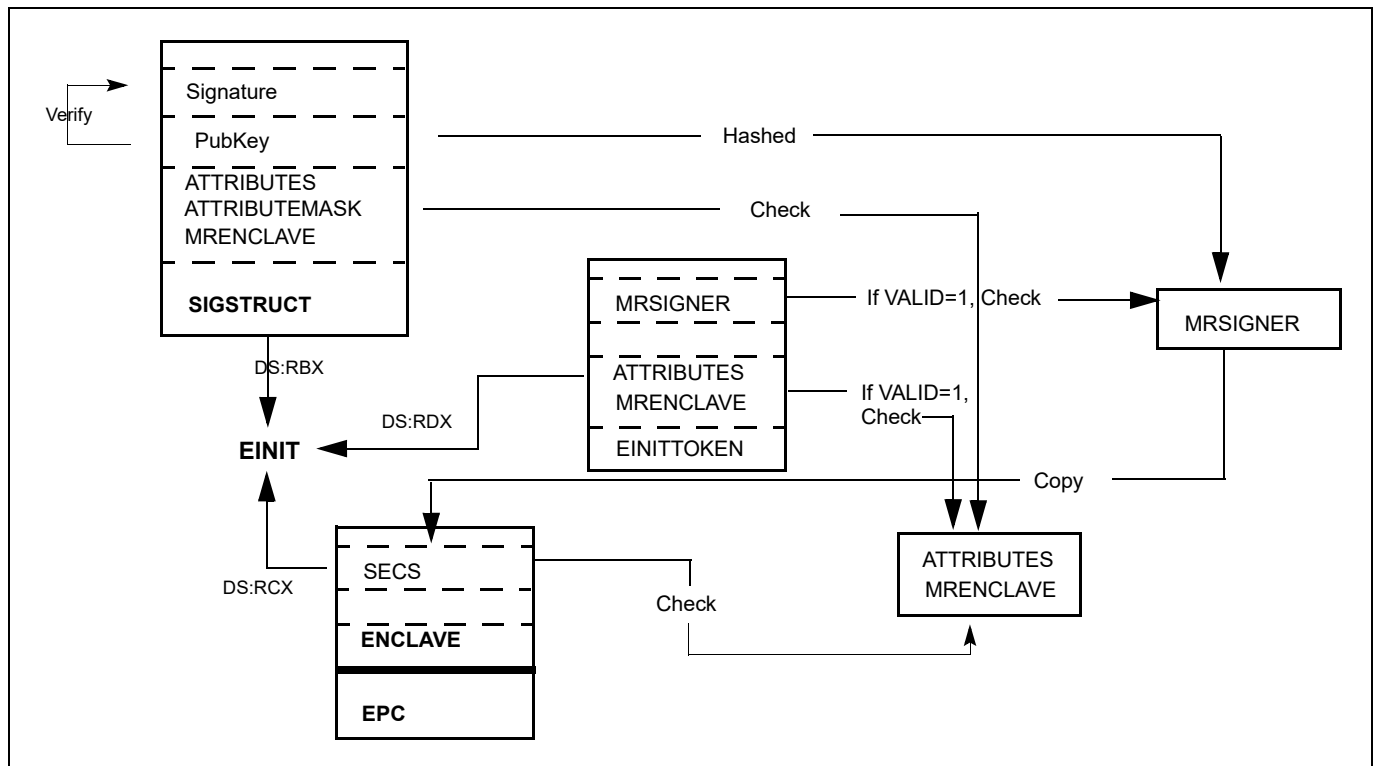 Signature
Verify
PubKey
Hashed
ATTRIBUTES
ATTRIBUTEMASK
MRENCLAVE
Check
SIGSTRUCT
MRSIGNER
If VALID=1, Check
MRSIGNER
DS:RBX
ATTRIBUTES
MRENCLAVE
If VALID=1,
Check
DS:RDX
EINIT
EINITTOKEN
Copy
SECS
DS:RCX
Check
ATTRIBUTES
MRENCLAVE
ENCLAVE
EPC